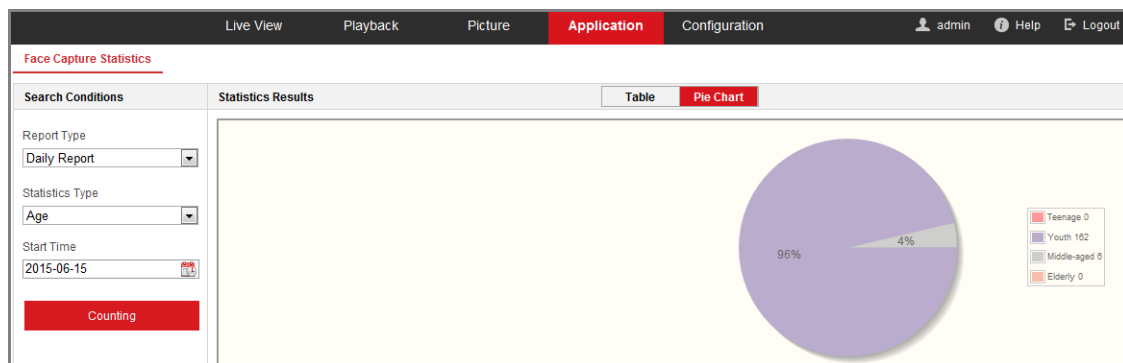 Live View Playback Picture Application Configuration admin Help Logout
Face Capture Statistics
Search Conditions
Statistics Results
Table Pie Chart
Report Type
Daily Report
Statistics Type
Age
Start Time
2015-06-15
Counting
96%
4%
Teenage 0
Youth 162
Middle-aged 6
Elderly 0